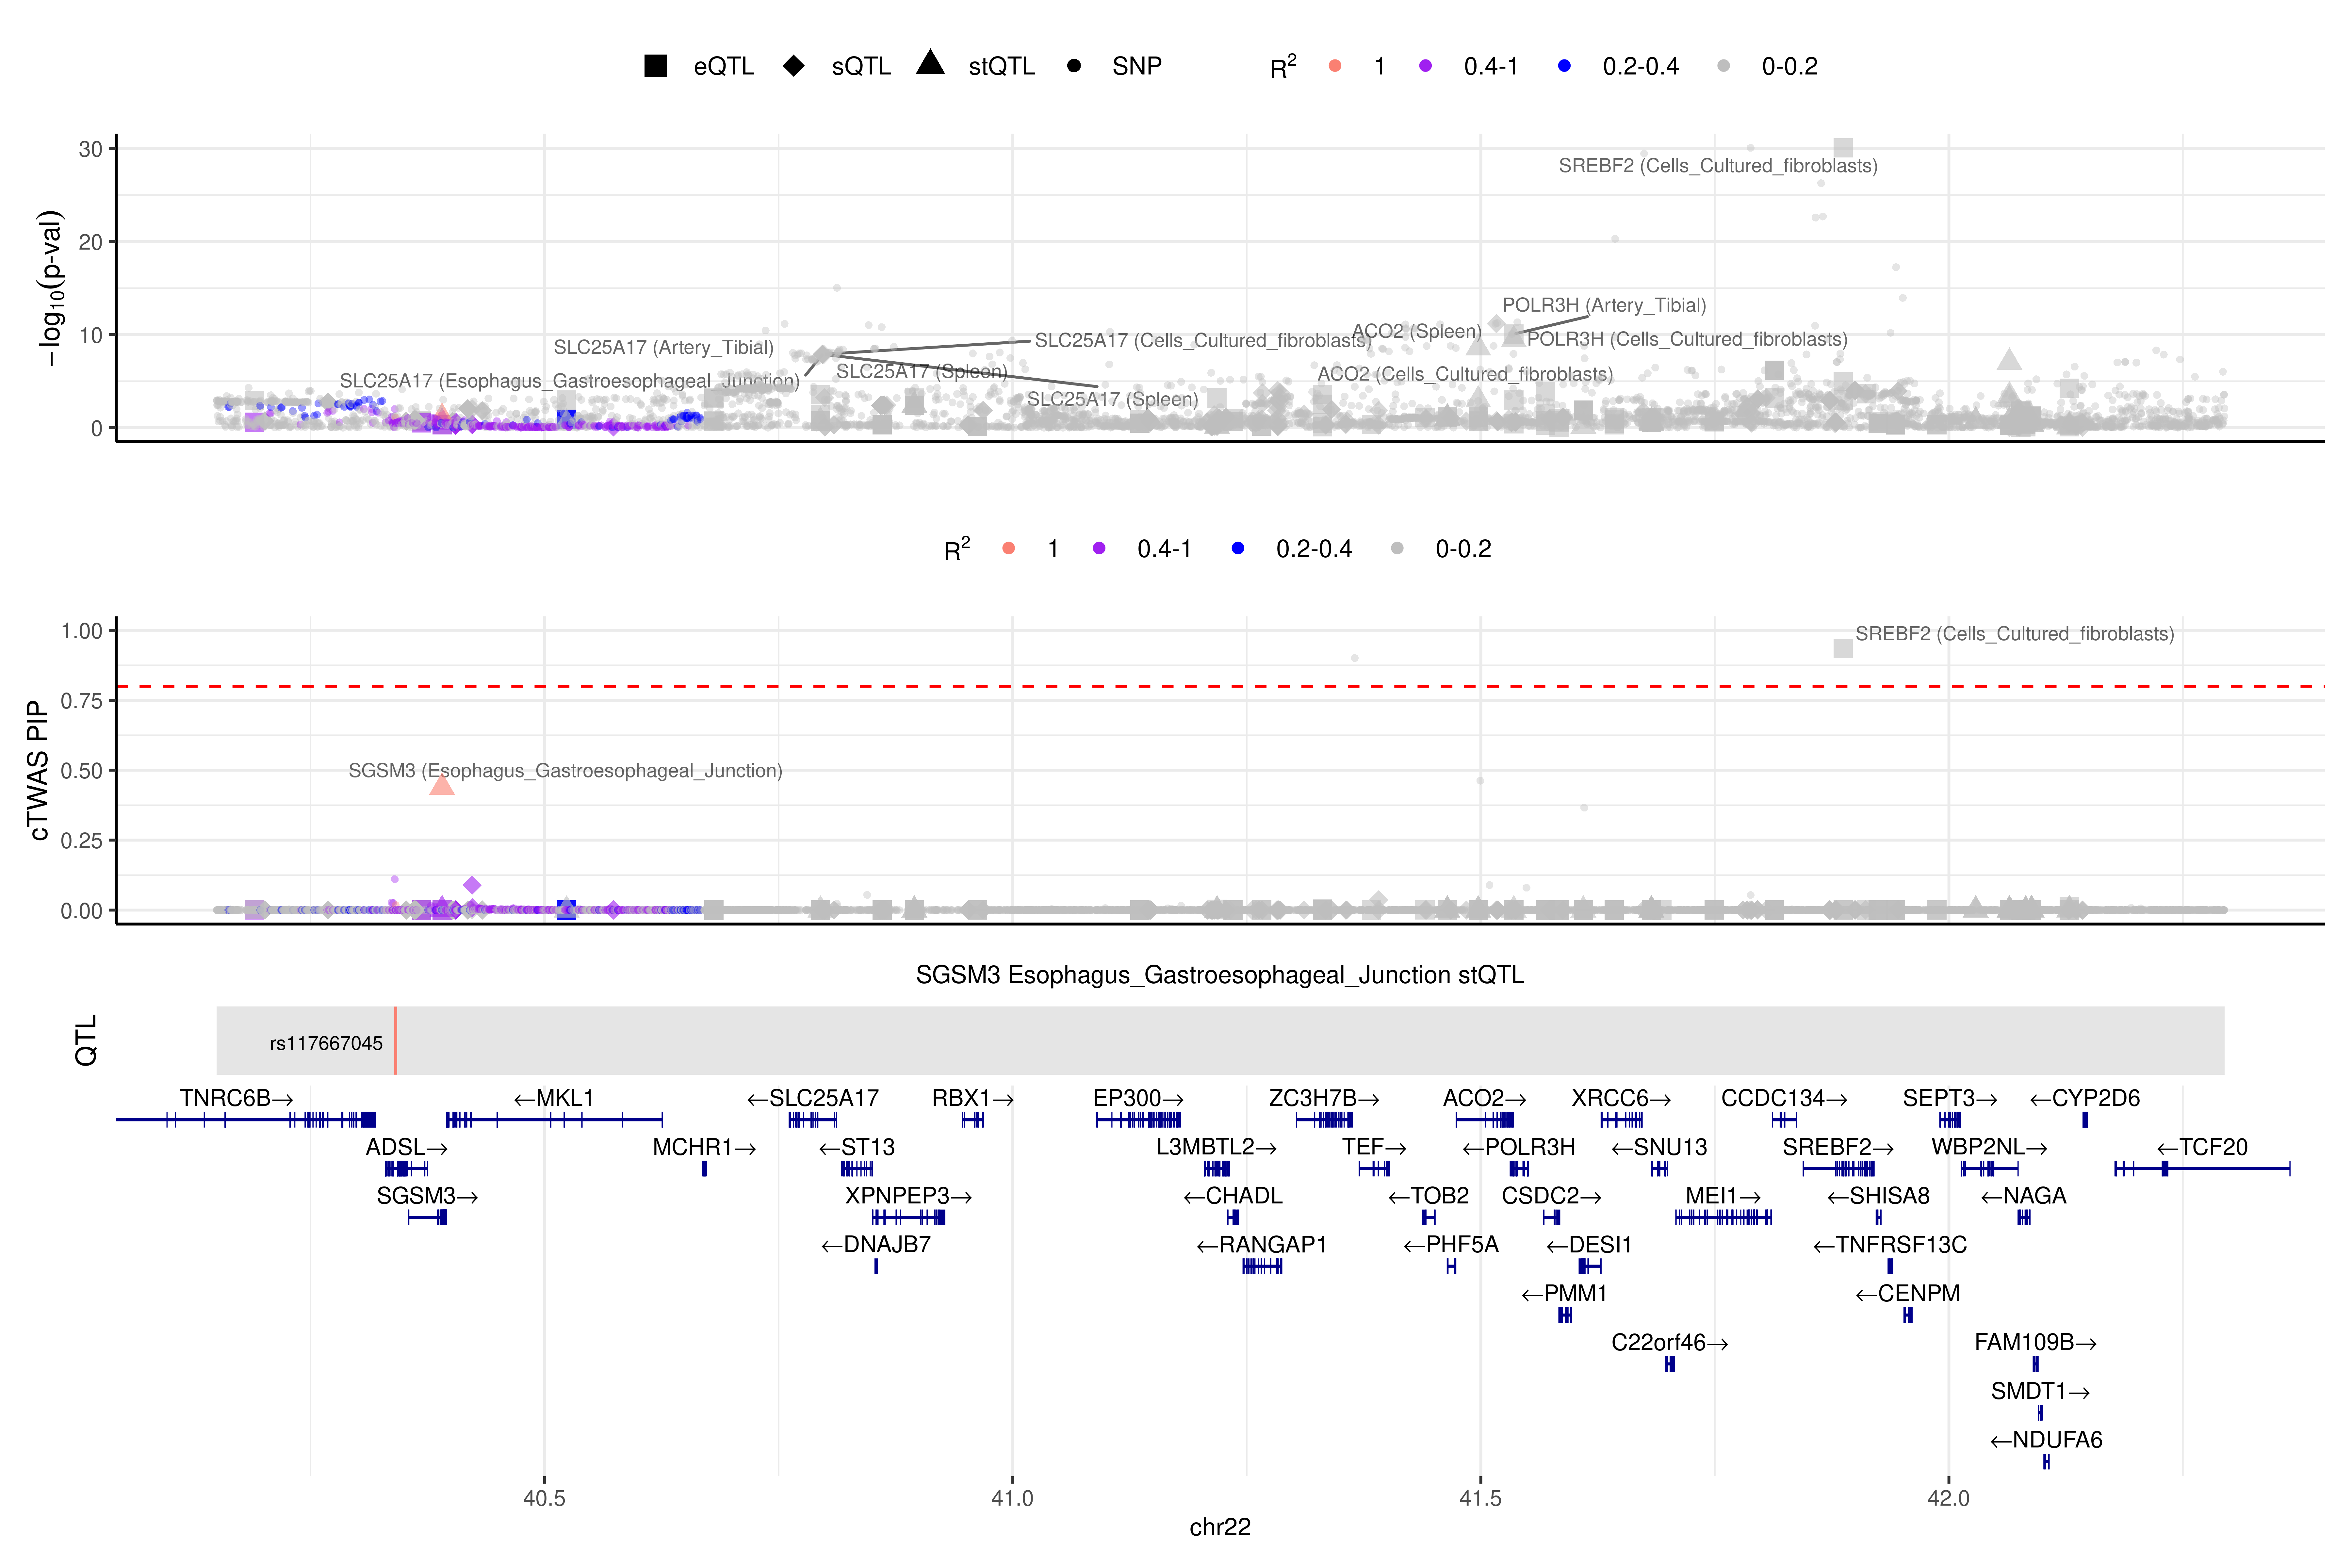 eQTL sQTL stQTL SNP R² 1 0.4-1 0.2-0.4 0-0.2
30
20
10
0
−log10(p-val)
SREBF2 (Cells_Cultured_fibroblasts)
POLR3H (Artery_Tibial)
ACO2 (Spleen)
POLR3H (Cells_Cultured_fibroblasts)
SLC25A17 (Artery_Tibial)
SLC25A17 (Cells_Cultured_fibroblasts)
SLC25A17 (Esophagus_Gastroesophageal_Junction)
SLC25A17 (Spleen)
ACO2 (Cells_Cultured_fibroblasts)
SLC25A17 (Spleen)
R² 1 0.4-1 0.2-0.4 0-0.2
1.00
0.75
0.50
0.25
0.00
cTWAS PIP
SREBF2 (Cells_Cultured_fibroblasts)
SGSM3 (Esophagus_Gastroesophageal_Junction)
SGSM3 Esophagus_Gastroesophageal_Junction stQTL
QTL
rs117667045
TNRC6B→ ←MKL1 ←SLC25A17 RBX1→ EP300→ ZC3H7B→ ACO2→ XRCC6→ CCDC134→ SEPT3→ ←CYP2D6
ADSL→ MCHR1→ ←ST13 L3MBTL2→ TEF→ ←POLR3H ←SNU13 SREBF2→ WBP2NL→ ←TCF20
SGSM3→ XPNPEP3→ ←CHADL ←TOB2 CSDC2→ MEI1→ ←SHISA8 ←NAGA
←DNAJB7 ←RANGAP1 ←PHF5A ←DESI1 ←TNFRSF13C
←PMM1 ←CENPM
C22orf46→ FAM109B→
SMDT1→
←NDUFA6
40.5 41.0 41.5 42.0
chr22